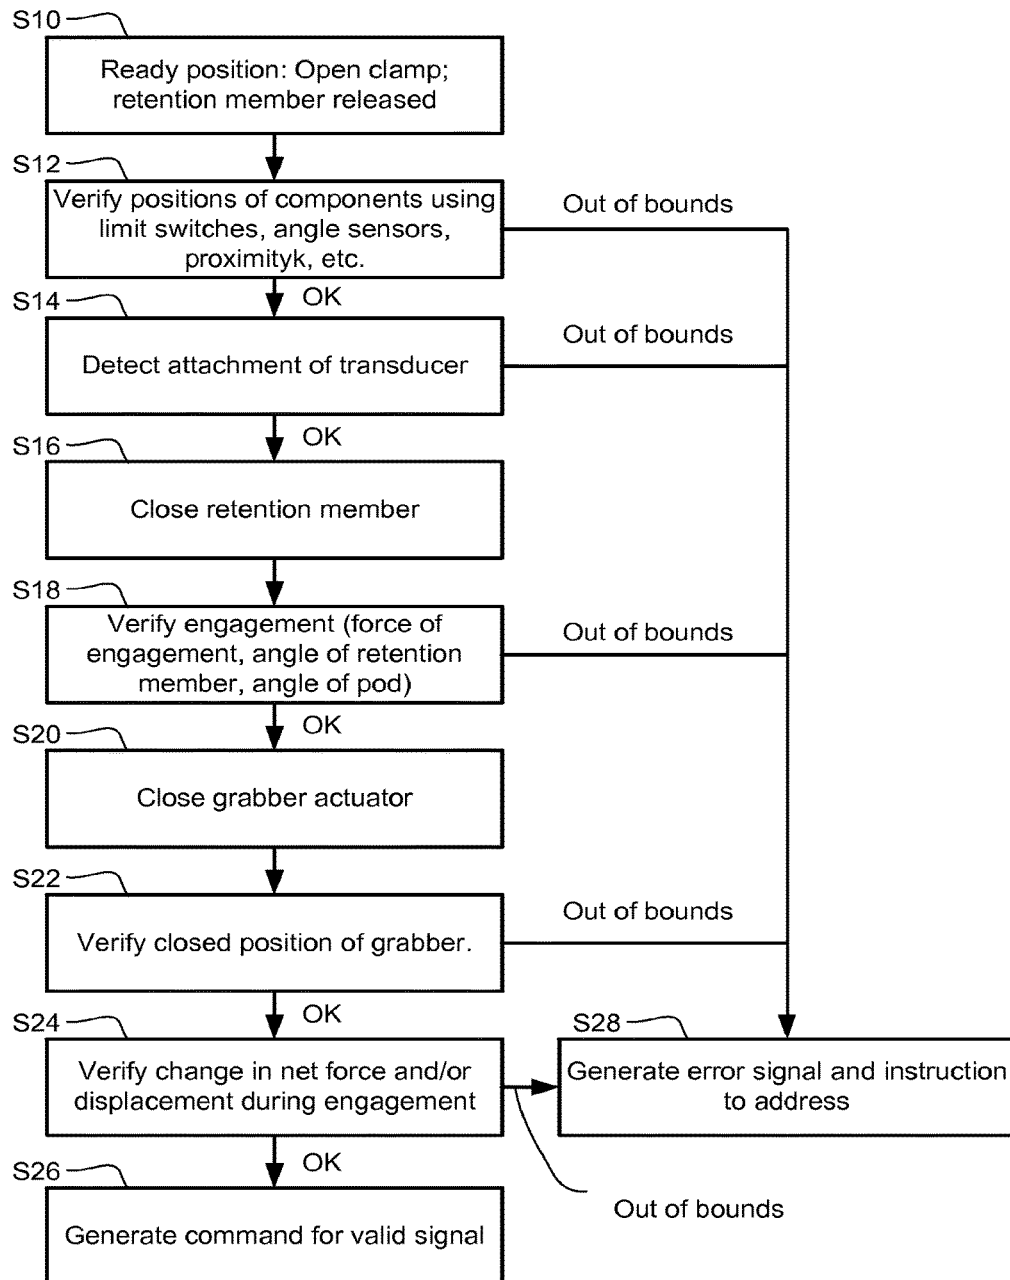 S10
Ready position: Open clamp;
retention member released
S12
Verify positions of components using
limit switches, angle sensors,
proximityk, etc.
Out of bounds
OK
S14
Detect attachment of transducer
Out of bounds
OK
S16
Close retention member
S18
Verify engagement (force of
engagement, angle of retention
member, angle of pod)
Out of bounds
OK
S20
Close grabber actuator
S22
Verify closed position of grabber.
Out of bounds
OK
S24
Verify change in net force and/or
displacement during engagement
S28
Generate error signal and instruction
to address
OK
Out of bounds
S26
Generate command for valid signal